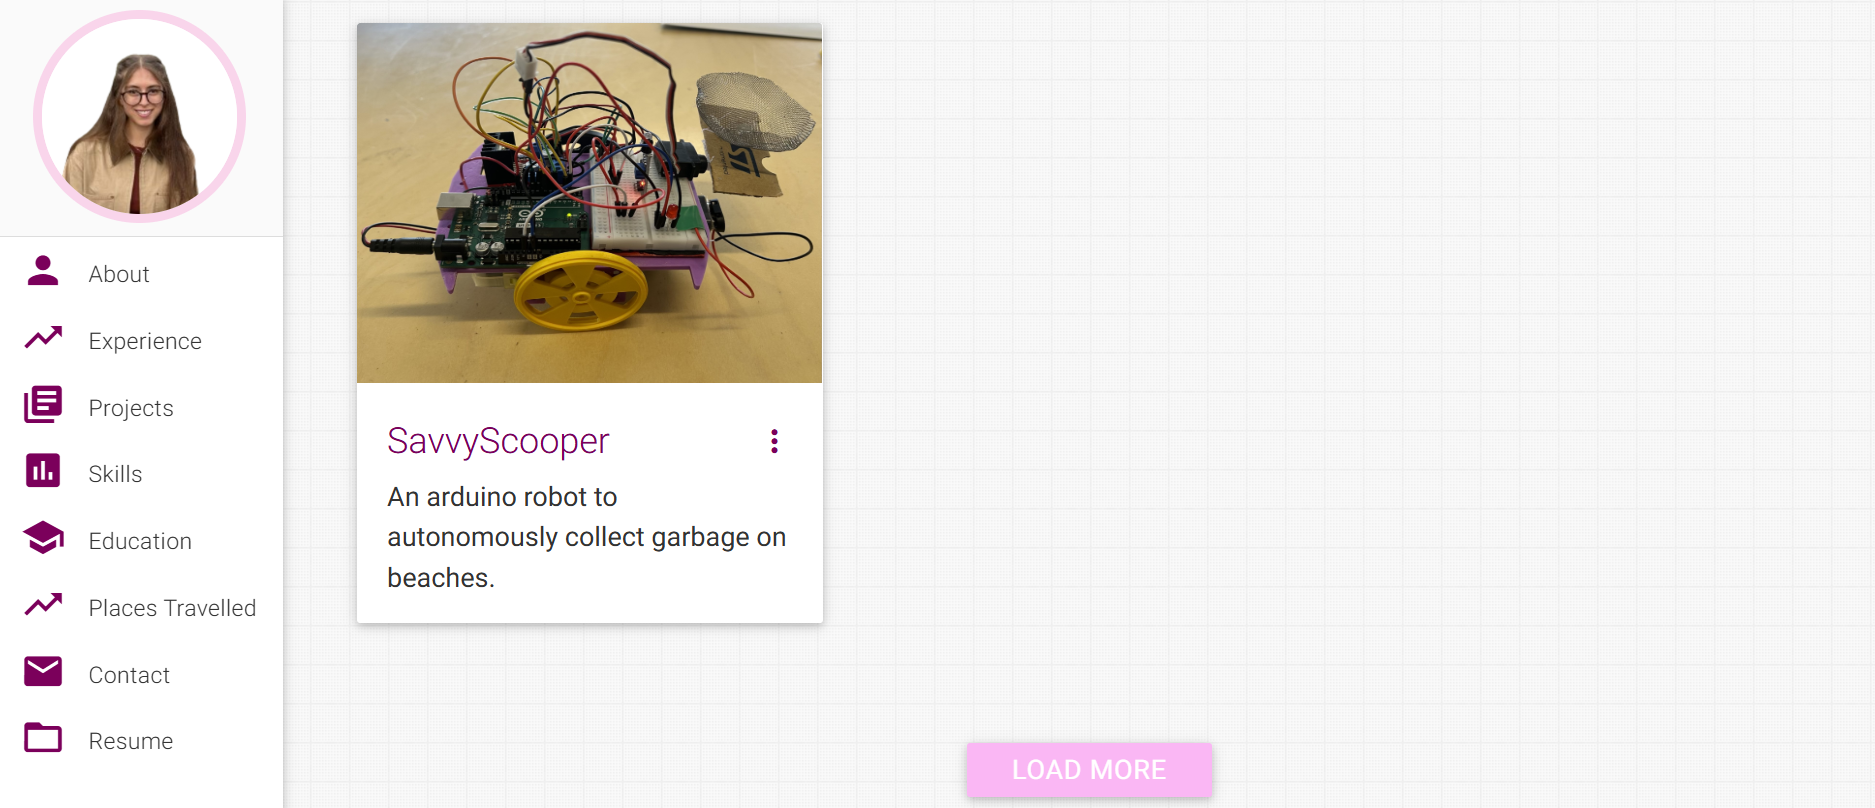 About
Experience
Projects
Skills
Education
Places Travelled
Contact
Resume
SavvyScooper
An arduino robot to
autonomously collect garbage on
beaches.
LOAD MORE